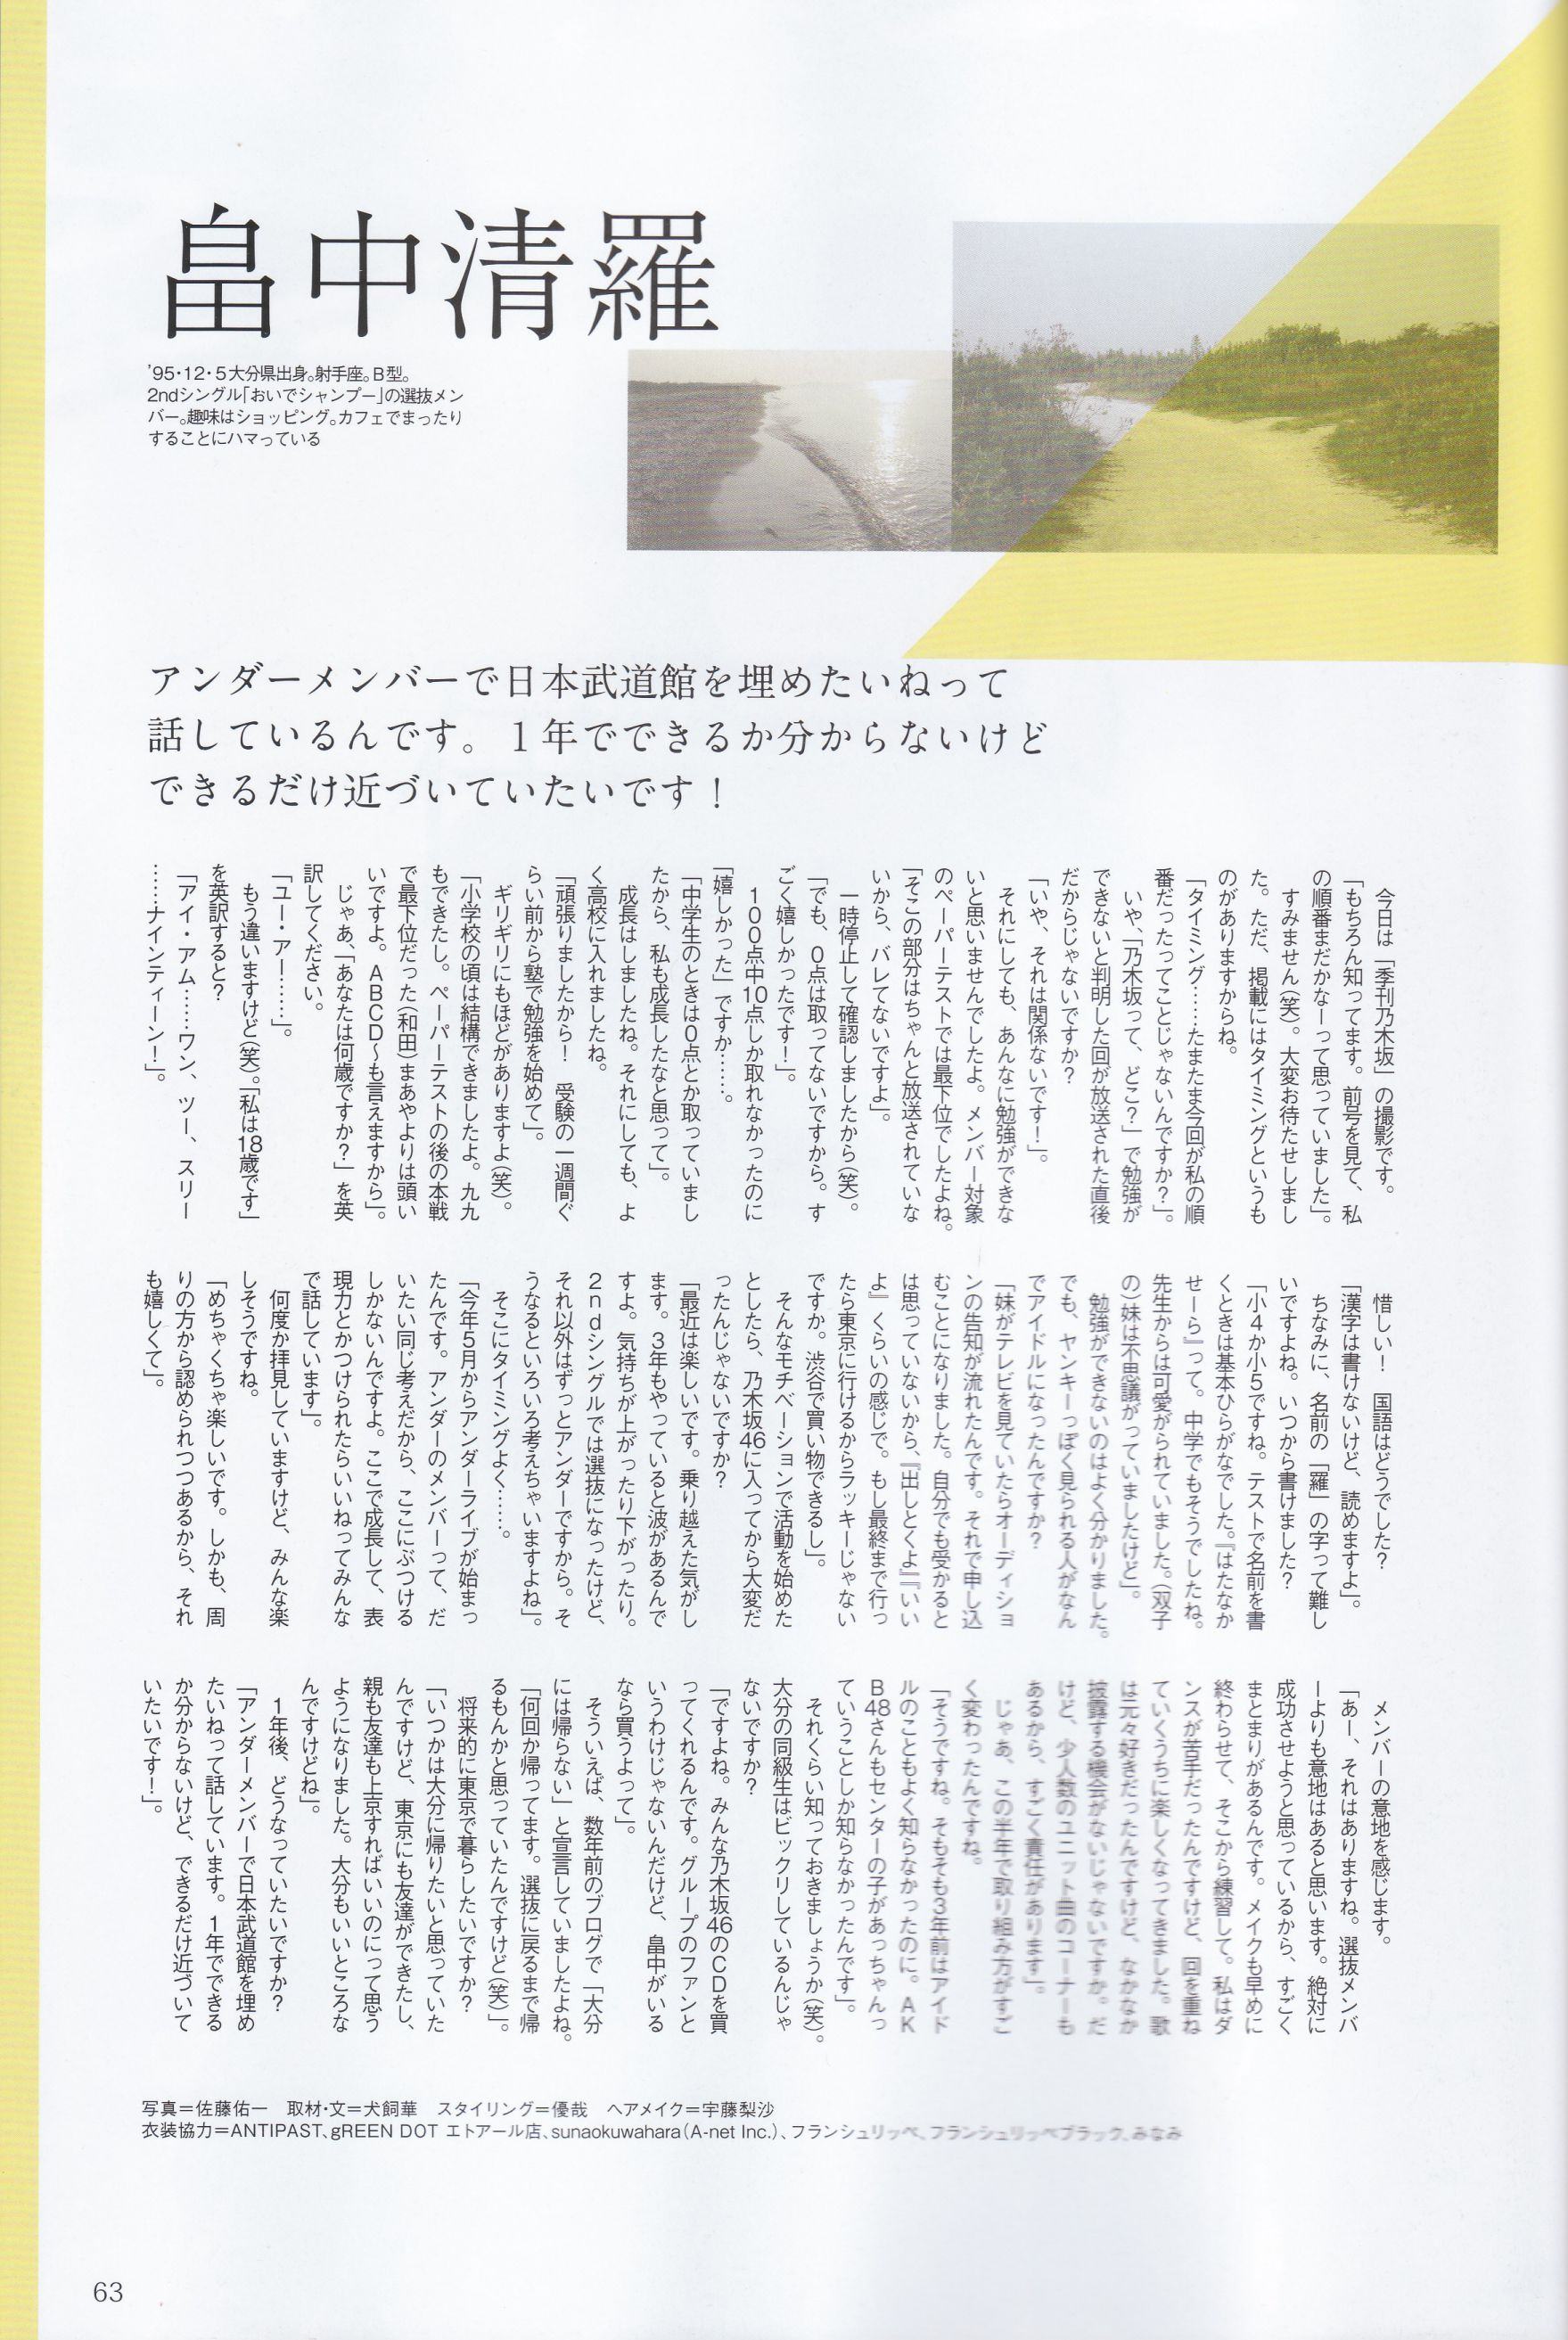 畠中清羅
'95・12・5大分県出身。射手座。B型。
2ndシングル「おいでシャンプー」の選抜メン
バー。趣味はショッピング。カフェでまったり
することにハマっている
アンダーメンバーで日本武道館を埋めたいねって
話しているんです。1年でできるか分からないけど
できるだけ近づいていたいです！
今日は「季刊乃木坂」の撮影です。
「もちろん知ってます。前号を見て、私
の順番まだかなーって思っていました」。
すみません(笑)。大変お待たせしまし
た。ただ、掲載にはタイミングというも
のがありますからね。
「タイミング……たまたま今回が私の順
番だったってことじゃないんですか？」。
いや、「乃木坂って、どこ？」で勉強が
できないと判明した回が放送された直後
だからじゃないですか？
「いや、それは関係ないです！」。
それにしても、あんなに勉強ができな
いと思いませんでしたよ。メンバー対象
のペーパーテストでは最下位でしたよね。
「そこの部分はちゃんと放送されていな
いから、バレてないですよ」。
一時停止して確認しましたから(笑)。
「でも、0点は取ってないですから。す
ごく嬉しかったです！」。
100点中10点しか取れなかったのに
「嬉しかった」ですか……。
「中学生のときは0点とか取っていまし
たから、私も成長したなと思って」。
成長はしましたね。それにしても、よ
く高校に入れましたね。
「頑張りましたから！　受験の一週間ぐ
らい前から塾で勉強を始めて」。
ギリギリにもほどがありますよ(笑)。
「小学校の頃は結構できましたよ。九九
もできたし。ペーパーテストの後の本戦
で最下位だった(和田)まあやよりは頭い
いですよ。ABCD〜も言えますから」。
じゃあ、「あなたは何歳ですか？」を英
訳してください。
「ユー・アー……」。
もう違いますけど(笑)。「私は18歳です」
を英訳すると？
「アイ・アム……ワン、ツー、スリー
……ナインティーン！」。
惜しい！　国語はどうでした？
「漢字は書けないけど、読めますよ」。
ちなみに、名前の「羅」の字って難し
いですよね。いつから書けました？
「小4か小5ですね。テストで名前を書
くときは基本ひらがなでした。『はたなか
せーら』って。中学でもそうでしたね。
先生からは可愛がられていました。(双子
の)妹は不思議がっていましたけど」。
勉強ができないのはよく分かりました。
でも、ヤンキーっぽく見られる人がなん
でアイドルになったんですか？
「妹がテレビを見ていたらオーディショ
ンの告知が流れたんです。それで申し込
むことになりました。自分でも受かると
は思っていないから、『出しとくよ』『いい
よ』くらいの感じで。もし最終まで行っ
たら東京に行けるからラッキーじゃない
ですか。渋谷で買い物できるし」。
そんなモチベーションで活動を始めた
としたら、乃木坂46に入ってから大変だ
ったんじゃないですか？
「最近は楽しいです。乗り越えた気がし
ます。3年もやっていると波があるんで
すよ。気持ちが上がったり下がったり。
2ndシングルでは選抜になったけど、
それ以外はずっとアンダーですから。そ
うなるといろいろ考えちゃいますよね」。
そこにタイミングよく……。
「今年5月からアンダーライブが始まっ
たんです。アンダーのメンバーって、だ
いたい同じ考えだから、ここにぶつける
しかないんですよ。ここで成長して、表
現力とかつけられたらいいねってみんな
で話しています」。
何度か拝見していますけど、みんな楽
しそうですね。
「めちゃくちゃ楽しいです。しかも、周
りの方から認められつつあるから、それ
も嬉しくて」。
メンバーの意地を感じます。
「あー、それはありますね。選抜メンバ
ーよりも意地はあると思います。絶対に
成功させようと思っているから、すごく
まとまりがあるんです。メイクも早めに
終わらせて、そこから練習して。私はダ
ンスが苦手だったんですけど、回を重ね
ていくうちに楽しくなってきました。歌
は元々好きだったんですけど、なかなか
披露する機会がないじゃないですか。だ
けど、少人数のユニット曲のコーナーも
あるから、すごく責任があります」。
じゃあ、この半年で取り組み方がすご
く変わったんですね。
「そうですね。そもそも3年前はアイド
ルのこともよく知らなかったのに。AK
B48さんもセンターの子があっちゃんっ
ていうことしか知らなかったんです」。
それくらい知っておきましょうか(笑)。
大分の同級生はビックリしているんじゃ
ないですか？
「ですよね。みんな乃木坂46のCDを買
ってくれるんです。グループのファンと
いうわけじゃないんだけど、畠中がいる
なら買うよって」。
そういえば、数年前のブログで「大分
には帰らない」と宣言していましたよね。
「何回か帰ってます。選抜に戻るまで帰
るもんかと思っていたんですけど(笑)」。
将来的に東京で暮らしたいですか？
「いつかは大分に帰りたいと思っていた
んですけど、東京にも友達ができたし、
親も友達も上京すればいいのにって思う
ようになりました。大分もいいところな
んですけどね」。
1年後、どうなっていたいですか？
「アンダーメンバーで日本武道館を埋め
たいねって話しています。1年でできる
か分からないけど、できるだけ近づいて
いたいです！」。
写真＝佐藤佑一　取材・文＝犬飼華　スタイリング＝優哉　ヘアメイク＝宇藤梨沙
衣装協力＝ANTIPAST、gREEN DOT エトアール店、sunaokuwahara(A-net Inc.)、フランシュリッペ、フランシュリッペブラック、みなみ
63